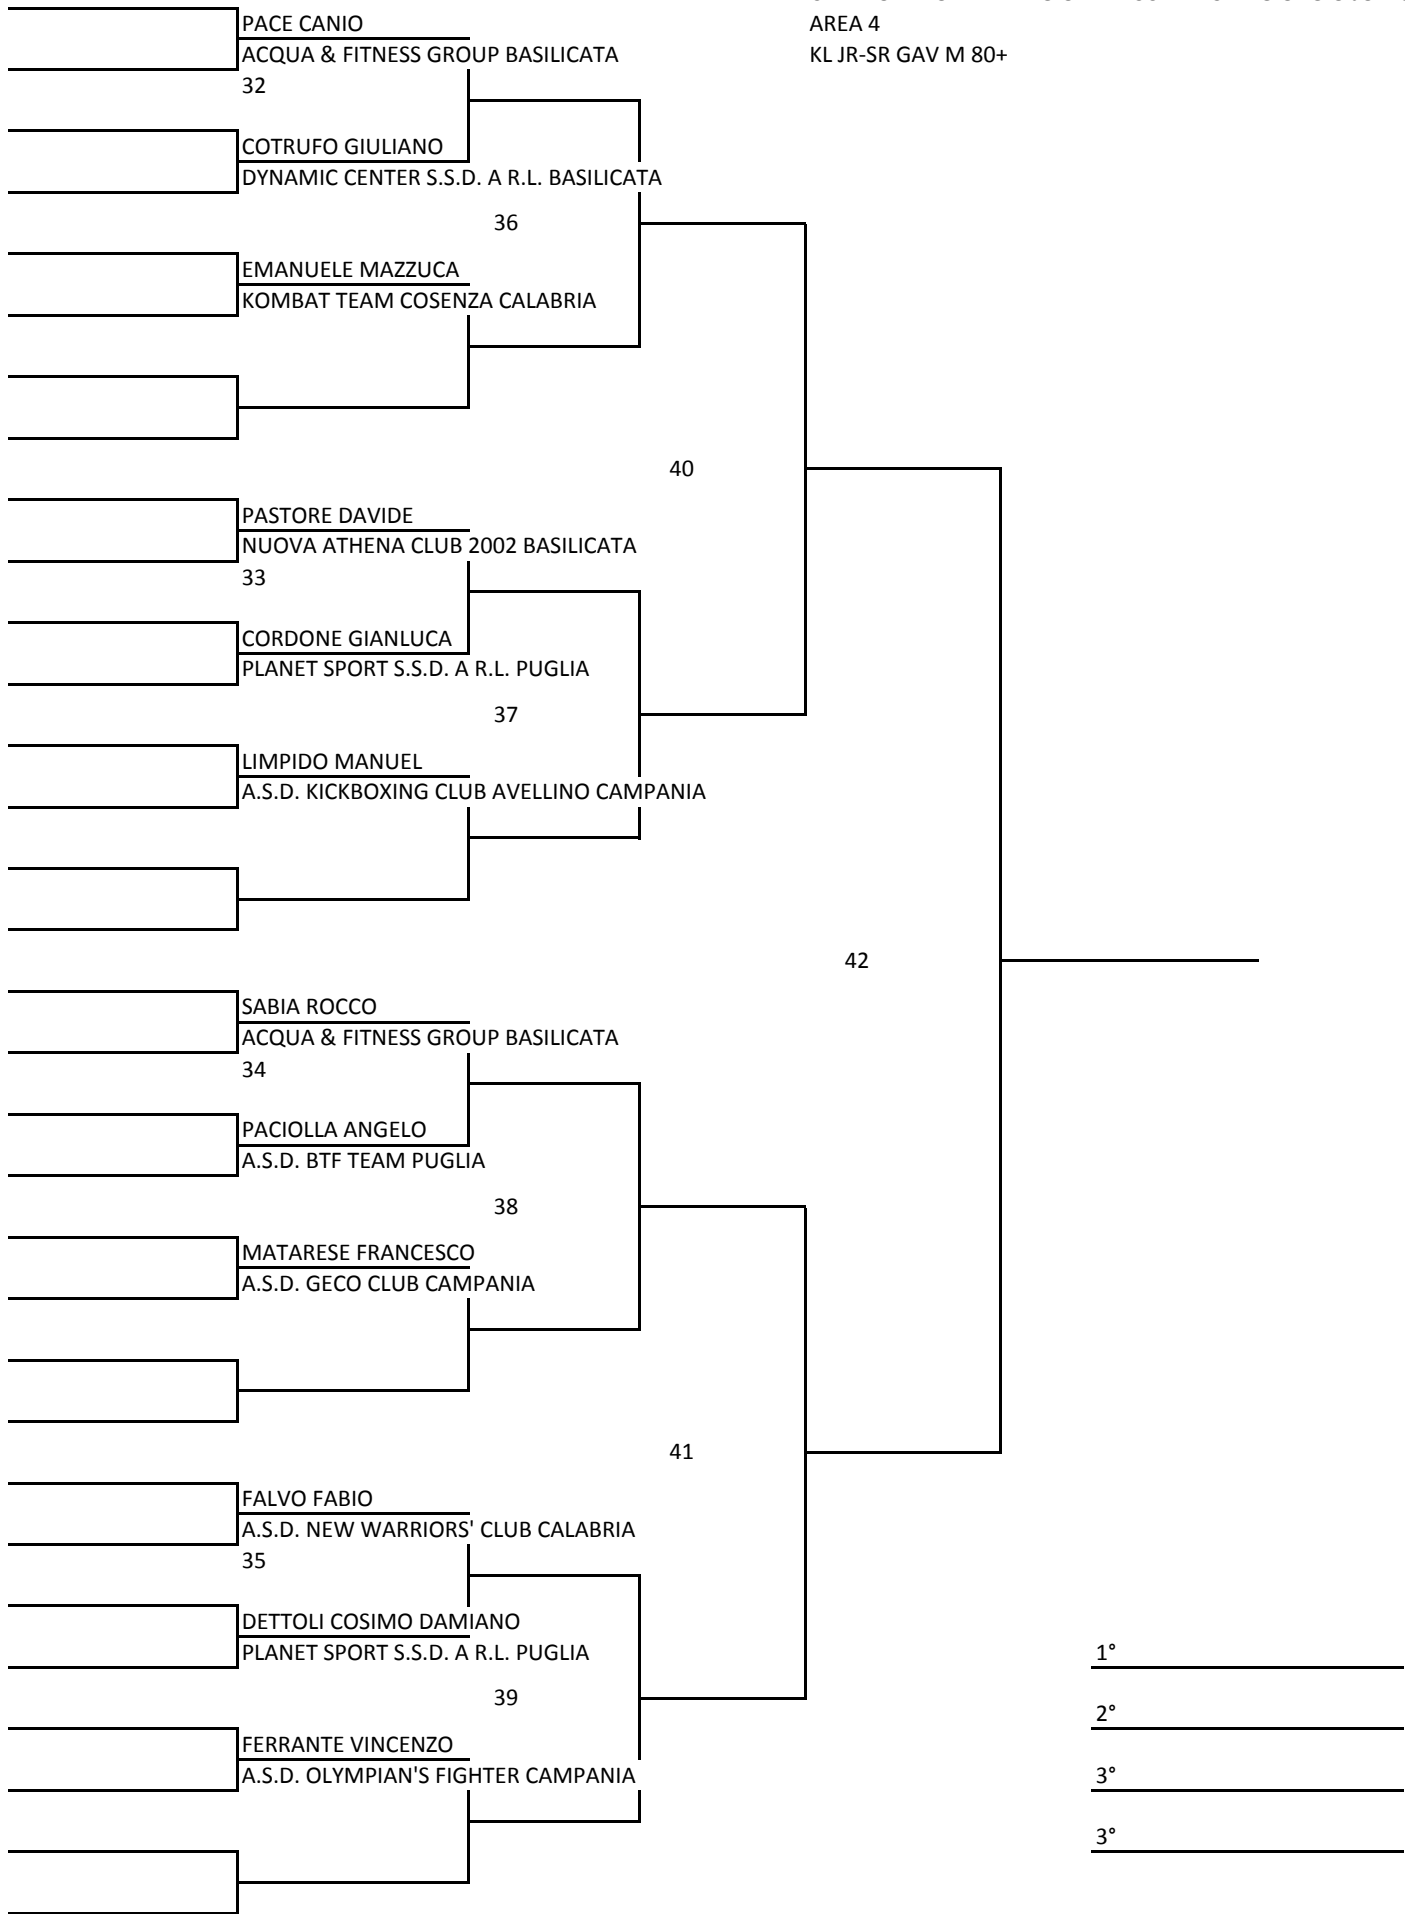 PACE CANIO
AREA 4
ACQUA & FITNESS GROUP BASILICATA
KL JR-SR GAV M 80+
32
COTRUFO GIULIANO
DYNAMIC CENTER S.S.D. A R.L. BASILICATA
36
EMANUELE MAZZUCA
KOMBAT TEAM COSENZA CALABRIA
40
PASTORE DAVIDE
NUOVA ATHENA CLUB 2002 BASILICATA
33
CORDONE GIANLUCA
PLANET SPORT S.S.D. A R.L. PUGLIA
37
LIMPIDO MANUEL
A.S.D. KICKBOXING CLUB AVELLINO CAMPANIA
42
SABIA ROCCO
ACQUA & FITNESS GROUP BASILICATA
34
PACIOLLA ANGELO
A.S.D. BTF TEAM PUGLIA
38
MATARESE FRANCESCO
A.S.D. GECO CLUB CAMPANIA
41
FALVO FABIO
A.S.D. NEW WARRIORS' CLUB CALABRIA
35
DETTOLI COSIMO DAMIANO
PLANET SPORT S.S.D. A R.L. PUGLIA
1°
39
2°
FERRANTE VINCENZO
A.S.D. OLYMPIAN'S FIGHTER CAMPANIA
3°
3°